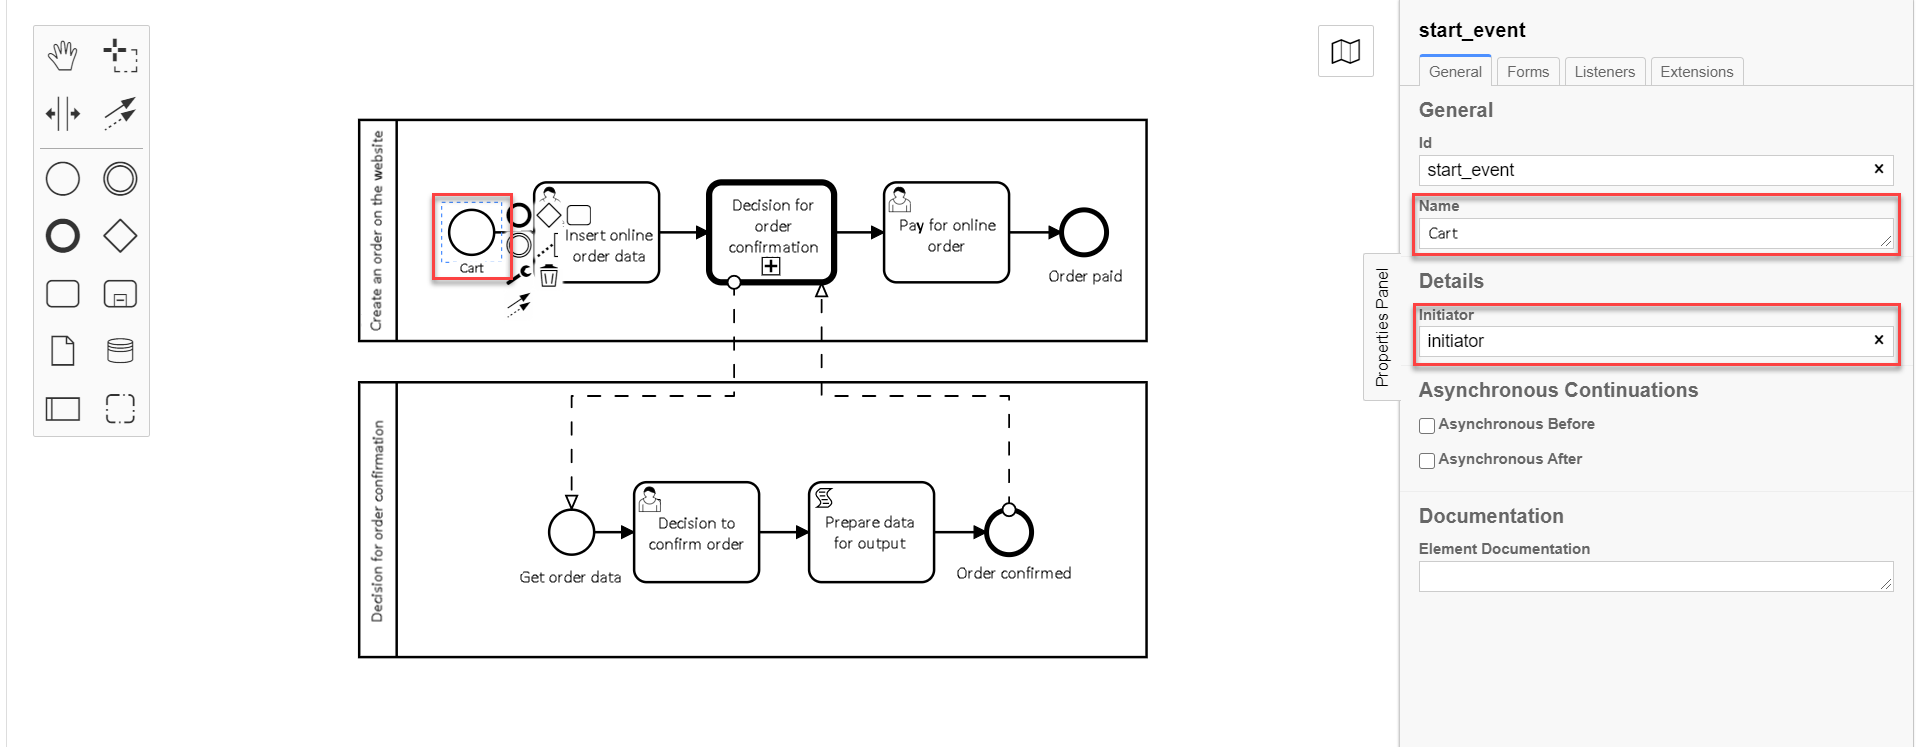 Create an order on the website
Cart
Insert online
order data
Decision for
order
confirmation
Pay for online
order
Order paid
Decision for order confirmation
Get order data
Decision to
confirm order
Prepare data
for output
Order confirmed
Properties Panel
start_event
General
Forms
Listeners
Extensions
General
Id
start_event
Name
Cart
Details
Initiator
initiator
Asynchronous Continuations
Asynchronous Before
Asynchronous After
Documentation
Element Documentation